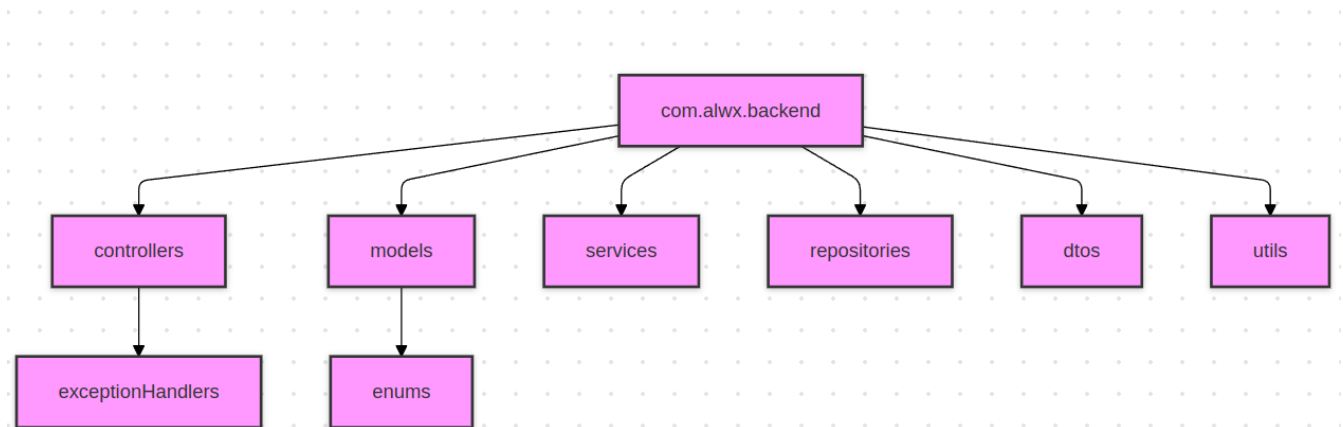 com.alwx.backend
controllers
models
services
repositories
dtos
utils
exceptionHandlers
enums